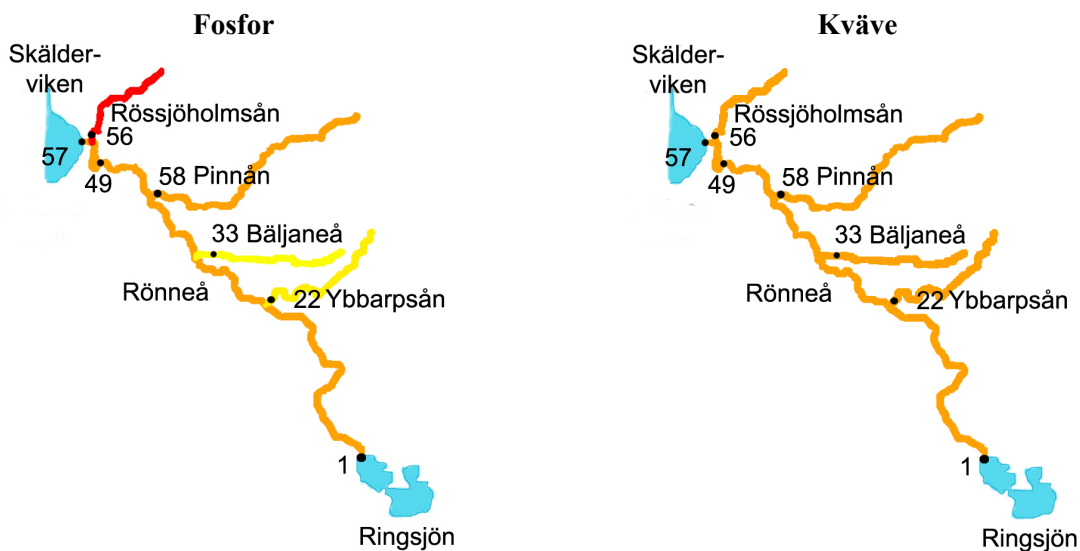 Fosfor
Skälder-
viken
Rössjöholmsån
56
57
49
58 Pinnån
33 Bäljaneå
Rönneå
22 Ybbarpsån
1
Ringsjön
Kväve
Skälder-
viken
Rössjöholmsån
56
57
49
58 Pinnån
33 Bäljaneå
Rönneå
22 Ybbarpsån
1
Ringsjön